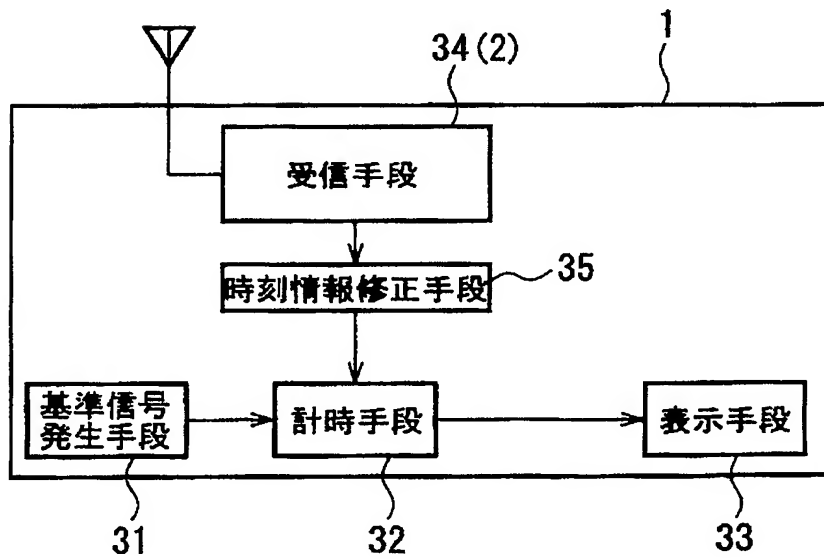 1
34(2)
受信手段
時刻情報修正手段
35
基準信号
発生手段
計時手段
表示手段
31
32
33